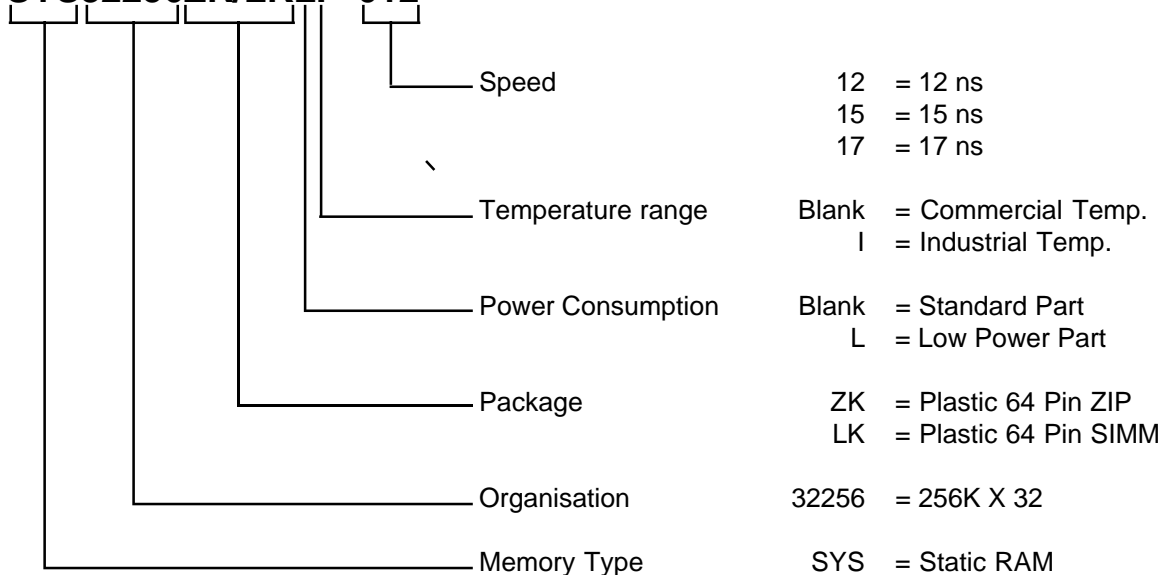 Speed 12 = 12 ns
15 = 15 ns
17 = 17 ns
Temperature range Blank = Commercial Temp.
I = Industrial Temp.
Power Consumption Blank = Standard Part
L = Low Power Part
Package ZK = Plastic 64 Pin ZIP
LK = Plastic 64 Pin SIMM
Organisation 32256 = 256K X 32
Memory Type SYS = Static RAM